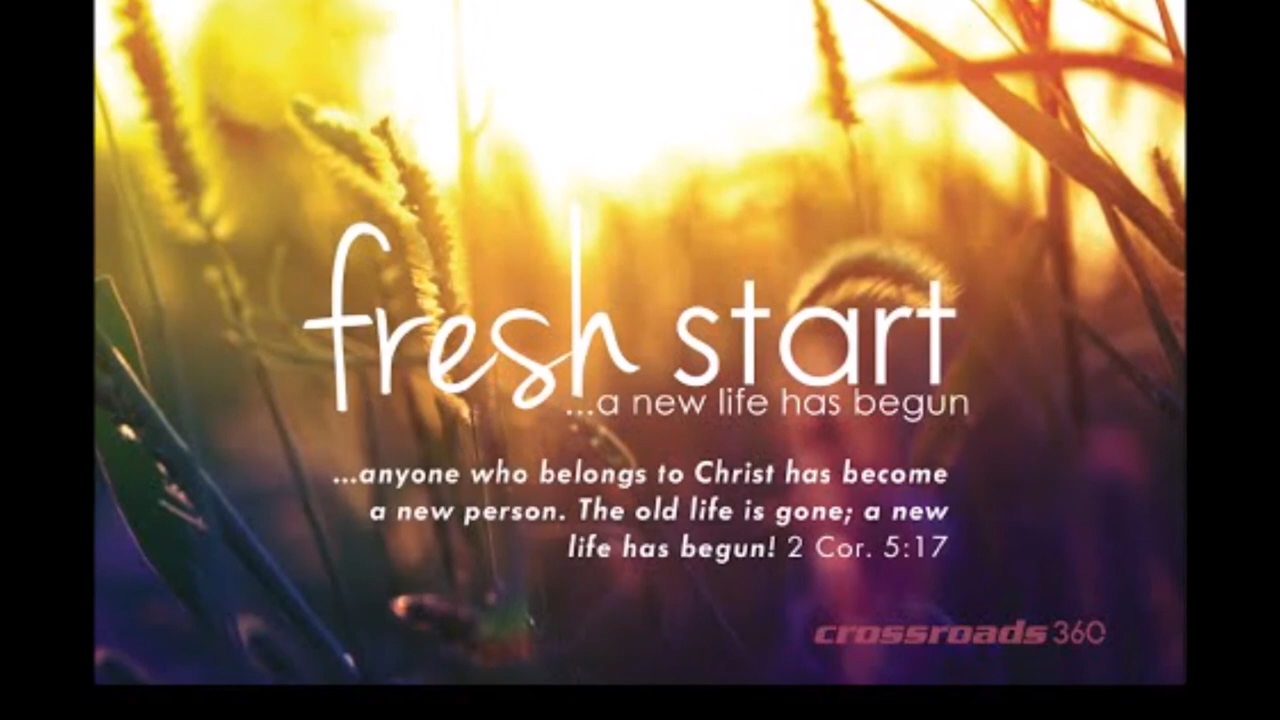 fresh start
...a new life has begun
...anyone who belongs to Christ has become
a new person. The old life is gone; a new
life has begun! 2 Cor. 5:17
crossroads360